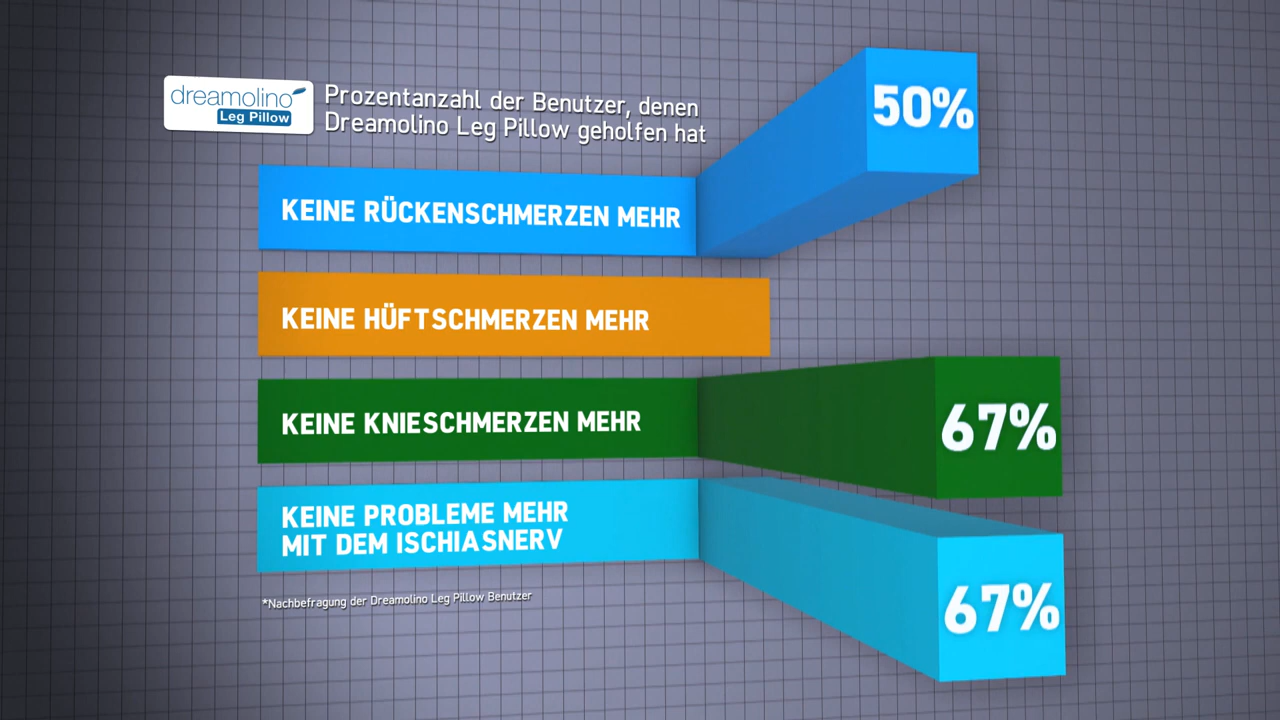 dreamolino
Leg Pillow
Prozentanzahl der Benutzer, denen
Dreamolino Leg Pillow geholfen hat
50%
KEINE RÜCKENSCHMERZEN MEHR
KEINE HÜFTSCHMERZEN MEHR
KEINE KNIESCHMERZEN MEHR
67%
KEINE PROBLEME MEHR
MIT DEM ISCHIASNERV
67%
*Nachbefragung der Dreamolino Leg Pillow Benutzer